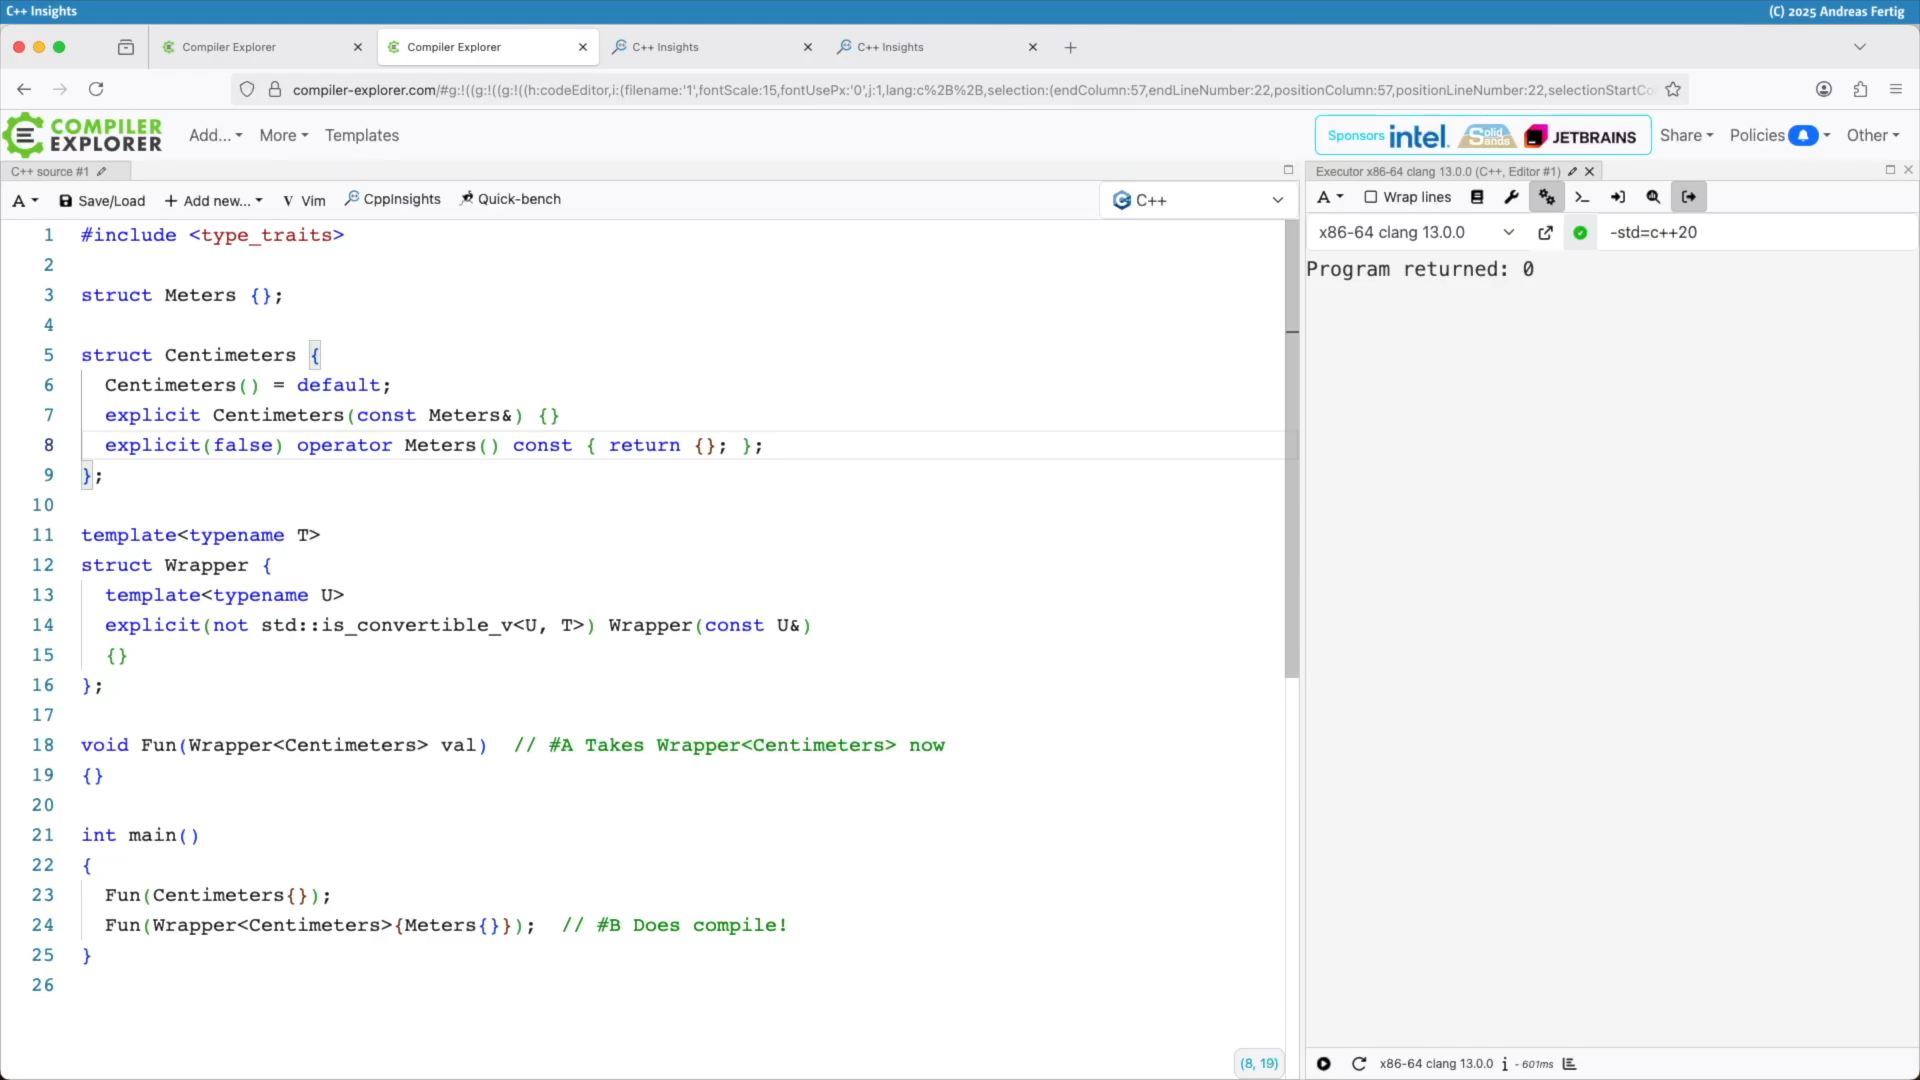 C++ Insights
(C) 2025 Andreas Fertig
Compiler Explorer
Compiler Explorer
C++ Insights
C++ Insights
compiler-explorer.com/#g:!((g:!((g:!((h:codeEditor,i:(filename:'1',fontScale:15,fontUsePx:'0',j:1,lang:c%2B%2B,selection:(endColumn:57,endLineNumber:22,positionColumn:57,positionLineNumber:22,selectionStartCo
COMPILER EXPLORER
Add...
More
Templates
Sponsors intel. Solid Sands JETBRAINS
Share
Policies
Other
C++ source #1
A
Save/Load
+ Add new...
V Vim
CppInsights
Quick-bench
C++
1 #include <type_traits>
2
3 struct Meters {};
4
5 struct Centimeters {
6 Centimeters() = default;
7 explicit Centimeters(const Meters&) {}
8 explicit(false) operator Meters() const { return {}; };
9 };
10
11 template<typename T>
12 struct Wrapper {
13 template<typename U>
14 explicit(not std::is_convertible_v<U, T>) Wrapper(const U&)
15 {}
16 };
17
18 void Fun(Wrapper<Centimeters> val) // #A Takes Wrapper<Centimeters> now
19 {}
20
21 int main()
22 {
23 Fun(Centimeters{});
24 Fun(Wrapper<Centimeters>{Meters{}}); // #B Does compile!
25 }
26
(8, 19)
Executor x86-64 clang 13.0.0 (C++, Editor #1)
A
Wrap lines
x86-64 clang 13.0.0
-std=c++20
Program returned: 0
x86-64 clang 13.0.0 i - 601ms